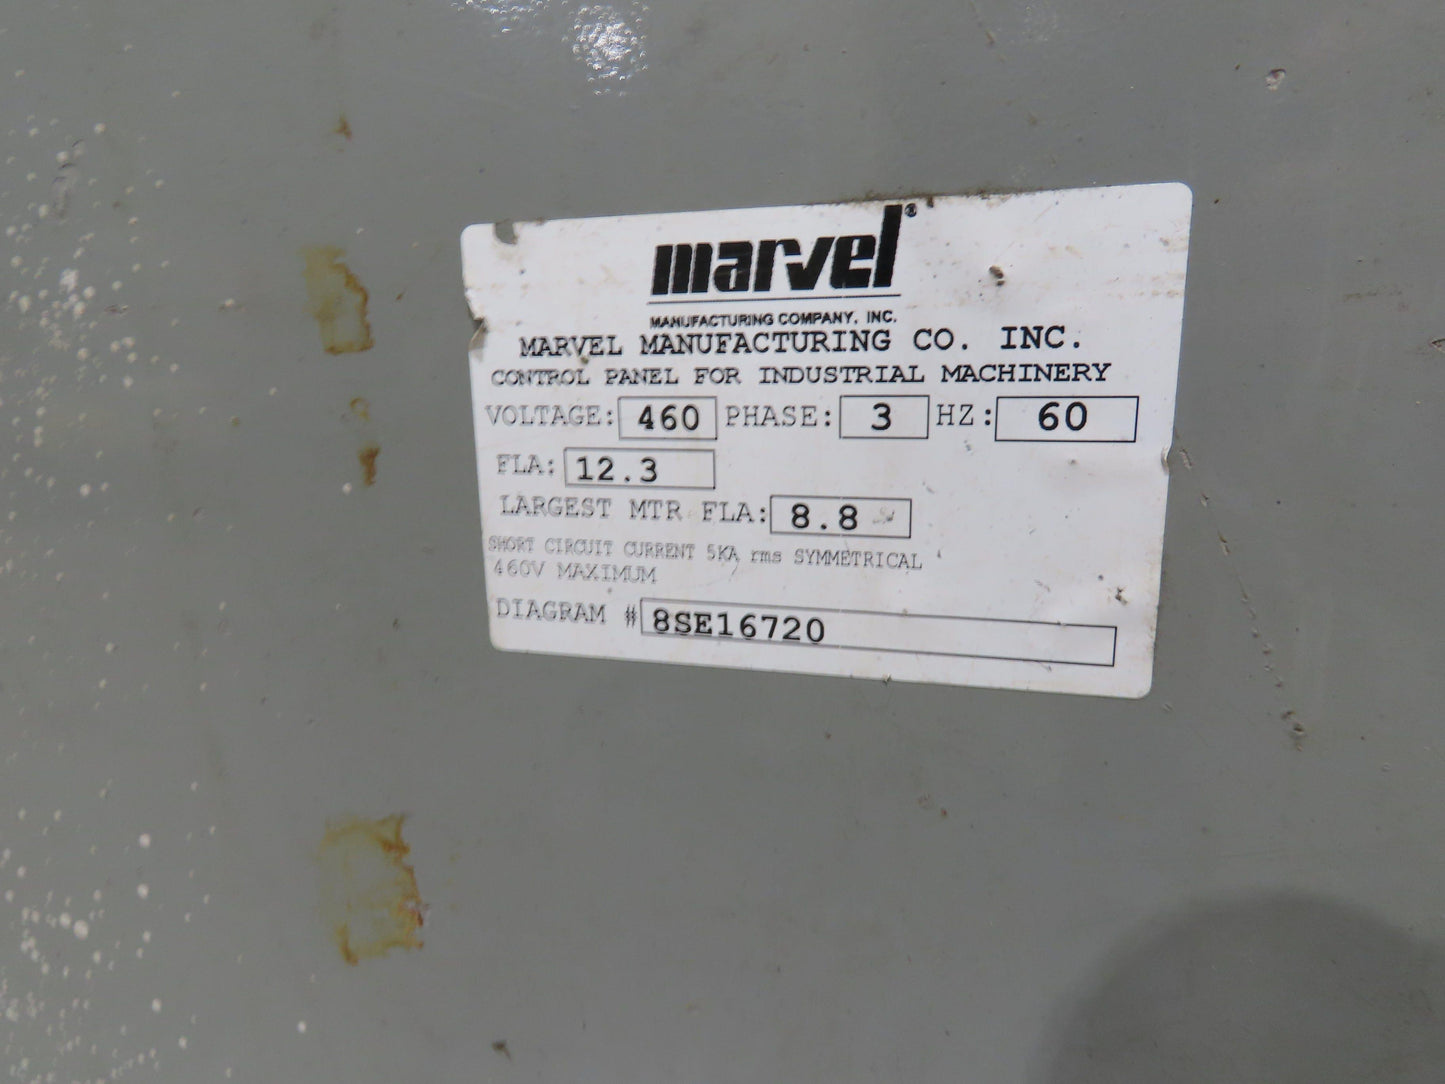 marvel®
MANUFACTURING COMPANY, INC.
MARVEL MANUFACTURING CO. INC.
CONTROL PANEL FOR INDUSTRIAL MACHINERY
VOLTAGE: 460 PHASE: 3 HZ: 60
FLA: 12.3
LARGEST MTR FLA: 8.8
SHORT CIRCUIT CURRENT 5KA rms SYMMETRICAL
460V MAXIMUM
DIAGRAM # 8SE16720